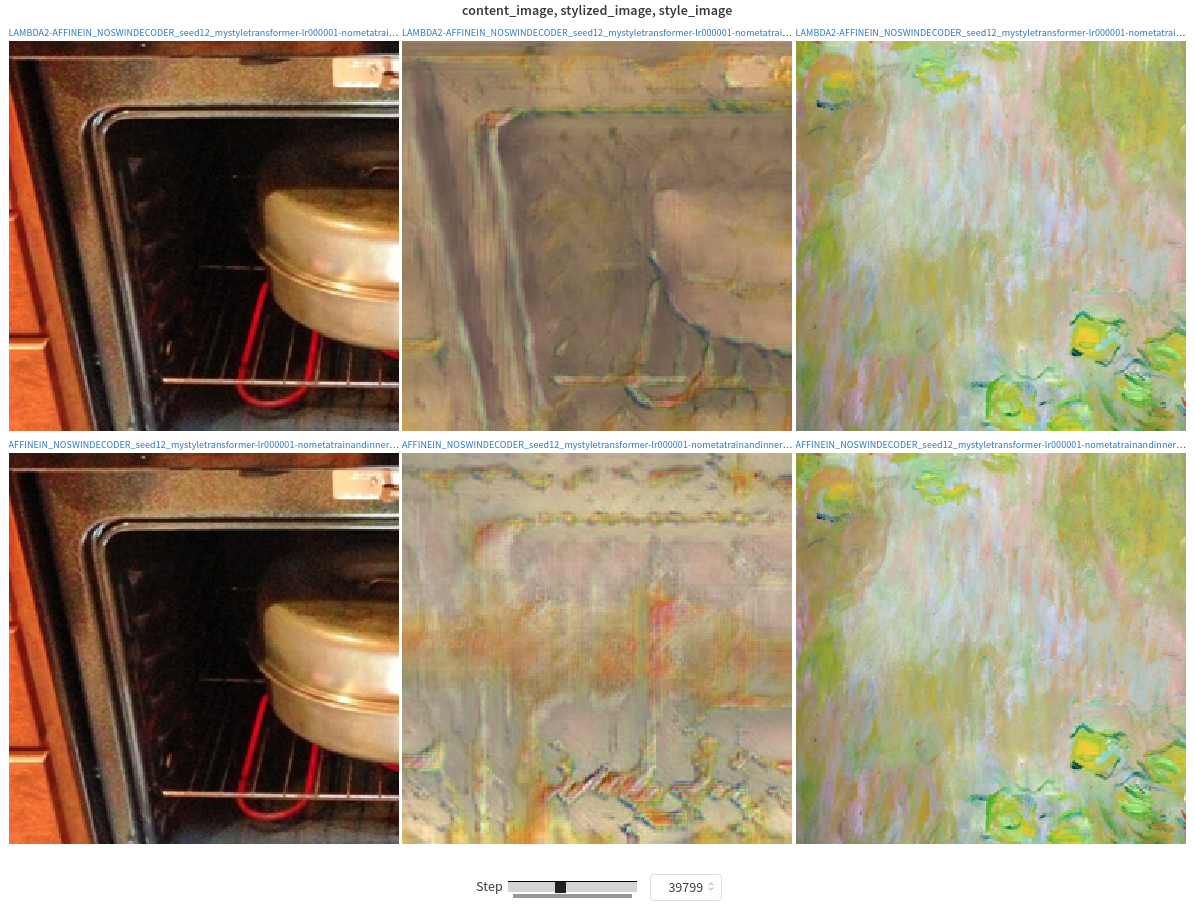 content_image, stylized_image, style_image
LAMBDA2-AFFINEIN_NOSWINDECODER_seed12_mystyletransformer-lr000001-nometatrai...
LAMBDA2-AFFINEIN_NOSWINDECODER_seed12_mystyletransformer-lr000001-nometatrai...
LAMBDA2-AFFINEIN_NOSWINDECODER_seed12_mystyletransformer-lr000001-nometatrai...
AFFINEIN_NOSWINDECODER_seed12_mystyletransformer-lr000001-nometatrainandinner...
AFFINEIN_NOSWINDECODER_seed12_mystyletransformer-lr000001-nometatrainandinner...
AFFINEIN_NOSWINDECODER_seed12_mystyletransformer-lr000001-nometatrainandinner...
Step 39799